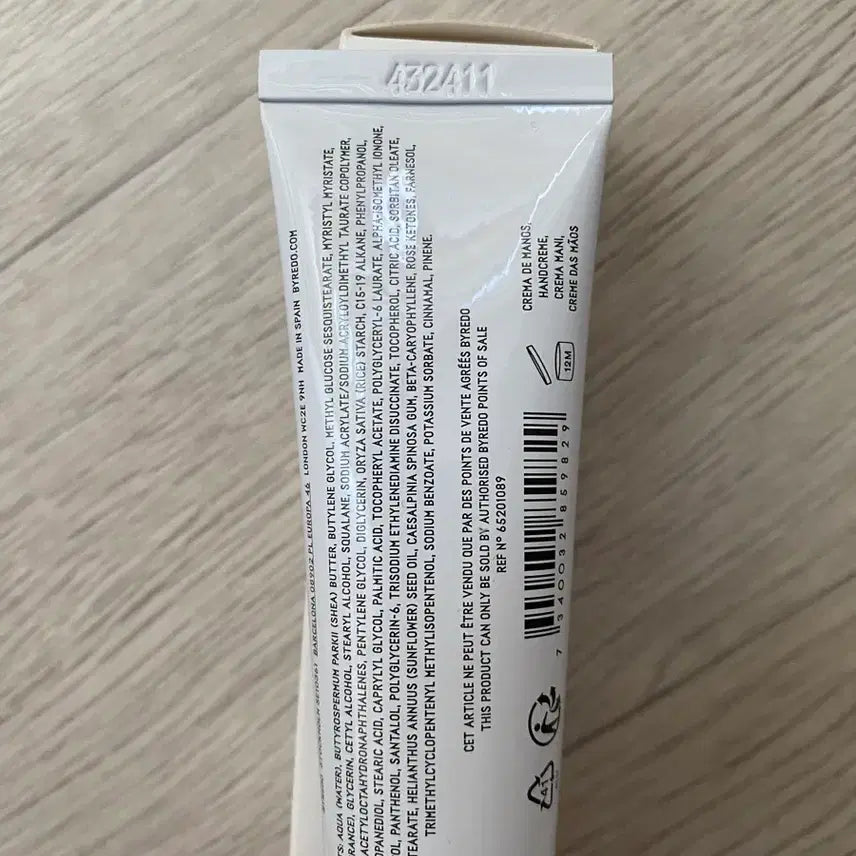 432411
STOCKHOLM BARCELONA 08902 PL EUROPA 46 LONDON WC2E 9NH MADE IN SPAIN BYREDO.COM
AQUA (WATER), BUTYROSPERMUM PARKII (SHEA) BUTTER, BUTYLENE GLYCOL, METHYL GLUCOSE SESQUISTEARATE, MYRISTYL MYRISTATE,
GLYCERIN, CETYL ALCOHOL, STEARYL ALCOHOL, SQUALANE, SODIUM ACRYLATE/SODIUM ACRYLOYLDIMETHYL TAURATE COPOLYMER,
ACETYLOCTAHYDRONAPHTHALENES, PENTYLENE GLYCOL, DIGLYCERIN, ORYZA SATIVA (RICE) STARCH, C15-19 ALKANE, PHENYLPROPANOL,
STEARIC ACID, CAPRYLYL GLYCOL, PALMITIC ACID, TOCOPHERYL ACETATE, POLYGLYCERYL-6 LAURATE, ALPHA-ISOMETHYL IONONE,
PANTHENOL, SANTALOL, POLYGLYCERIN-6, TRISODIUM ETHYLENEDIAMINE DISUCCINATE, TOCOPHEROL, CITRIC ACID, SORBITAN OLEATE,
HELIANTHUS ANNUUS (SUNFLOWER) SEED OIL, CAESALPINIA SPINOSA GUM, BETA-CARYOPHYLLENE, ROSE KETONES, FARNESOL,
TRIMETHYLCYCLOPENTENYL METHYLISOPENTENOL, SODIUM BENZOATE, POTASSIUM SORBATE, CINNAMAL, PINENE.
CET ARTICLE NE PEUT ÊTRE VENDU QUE PAR DES POINTS DE VENTE AGRÉÉS BYREDO
THIS PRODUCT CAN ONLY BE SOLD BY AUTHORISED BYREDO POINTS OF SALE
REF N° 65201089
CREMA DE MANOS,
HANDCREME,
CREMA MANI,
CREME DAS MÃOS
12M
7 340032 859829
41